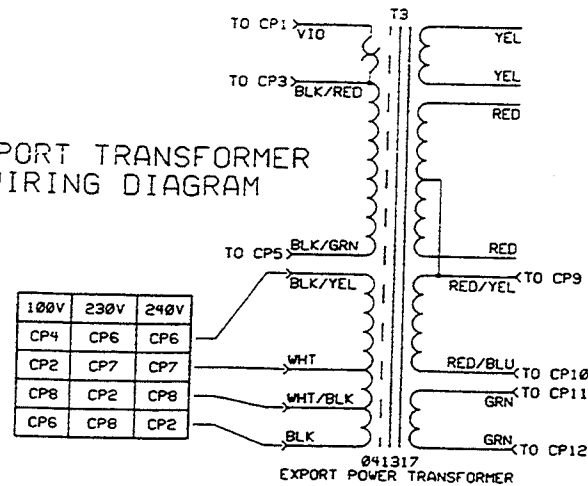 T3
TO CP1
VIO
YEL
YEL
TO CP3
BLK/RED
RED
PORT TRANSFORMER
WIRING DIAGRAM
TO CP5
BLK/GRN
RED
BLK/YEL
RED/YEL
TO CP9
100V 230V 240V
CP4 CP6 CP6
CP2 CP7 CP7
CP8 CP2 CP8
CP6 CP8 CP2
WHT
RED/BLU
TO CP10
WHT/BLK
GRN
TO CP11
BLK
GRN
TO CP12
041317
EXPORT POWER TRANSFORMER